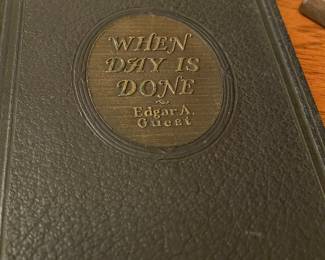 WHEN
DAY IS
DONE
Edgar A.
Guest